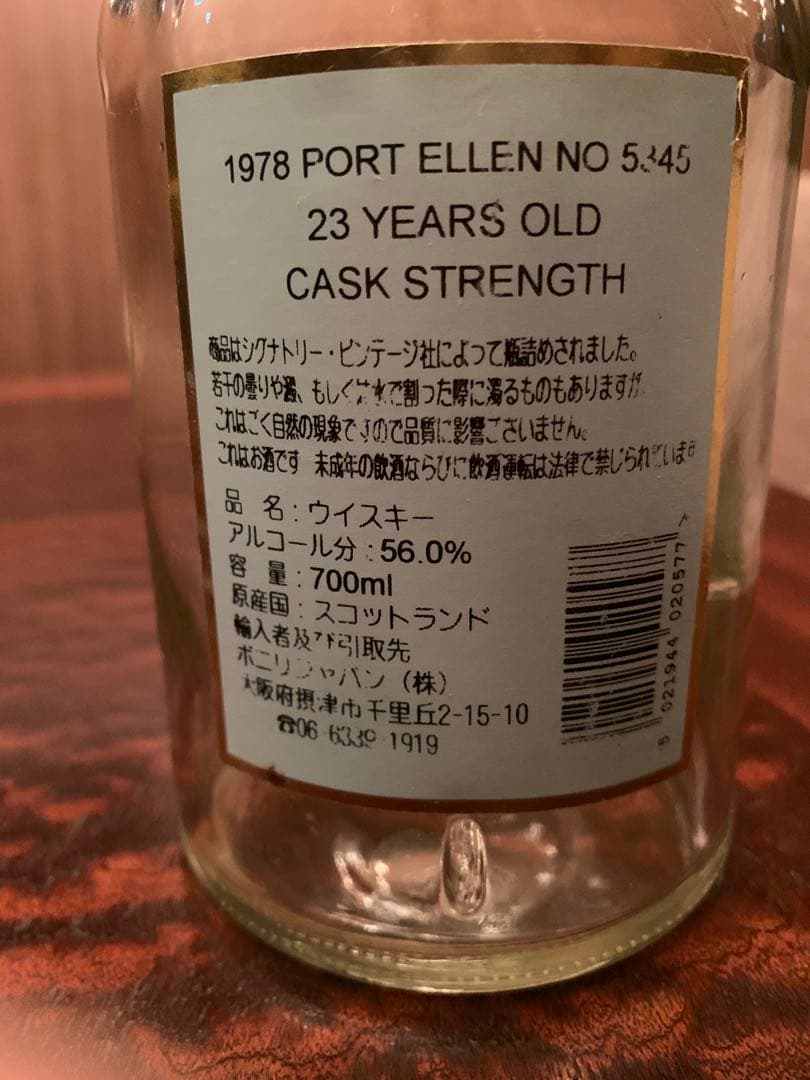 1978 PORT ELLEN NO 5345
23 YEARS OLD
CASK STRENGTH
商品はシグナトリー・ビンテージ社によって瓶詰めされました。
若干の曇りや澱、もしくは水で割った際に濁るものもありますが
これはごく自然の現象ですので品質に影響ございません。
これはお酒です 未成年の飲酒ならびに飲酒運転は法律で禁じられています
品 名:ウイスキー
アルコール分:56.0%
容 量:700ml
原産国:スコットランド
輸入者及び引取先
ボニリジャパン(株)
大阪府摂津市千里丘2-15-10
☎06-6339-1919
5 021944 020577 >